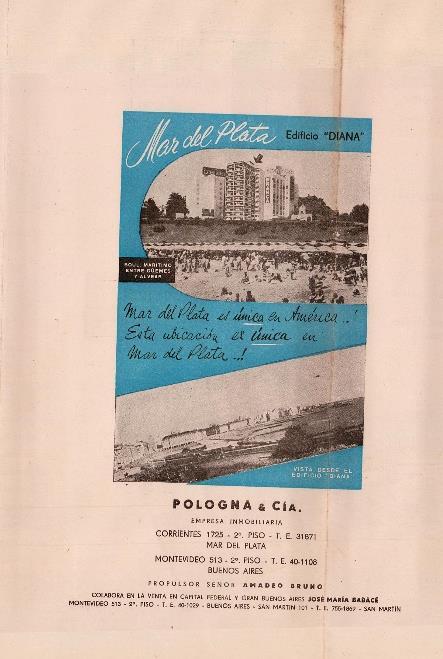 Mar del Plata Edificio "DIANA"
BOUL. MARITIMO
ENTRE GÜEMES
Y ALVEAR
Mar del Plata es única en América..!
Esta ubicación es única en
Mar del Plata..!
VISTA DESDE EL
EDIFICIO "DIANA"
POLOGNA & CÍA.
EMPRESA INMOBILIARIA
CORRIENTES 1725 - 2º. PISO - T. E. 31871
MAR DEL PLATA
MONTEVIDEO 513 - 2º. PISO - T. E. 40-1108
BUENOS AIRES
PROPULSOR SEÑOR AMADEO BRUNO
COLABORA EN LA VENTA EN CAPITAL FEDERAL Y GRAN BUENOS AIRES JOSÉ MARÍA BABACÉ
MONTEVIDEO 513 - 2º. PISO - T. E. 40-1029 - BUENOS AIRES - SAN MARTIN 101 - T. E. 755-1869 - SAN MARTÍN